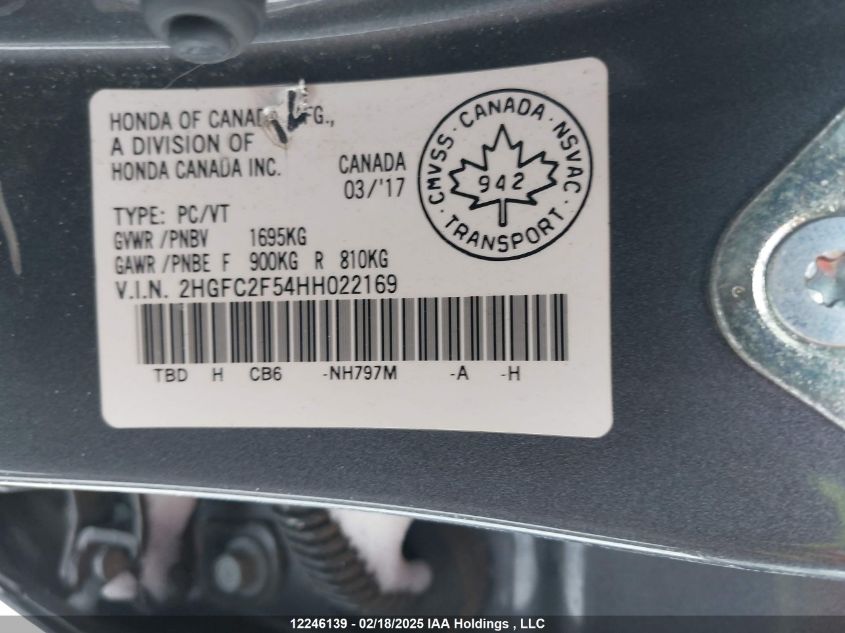 HONDA OF CANADA MFG.,
A DIVISION OF
HONDA CANADA INC.
CANADA
03/'17
CMVSS · CANADA · NSVAC
942
· TRANSPORT ·
TYPE: PC/VT
GVWR /PNBV 1695KG
GAWR /PNBE F 900KG R 810KG
V.I.N. 2HGFC2F54HH022169
TBD H CB6 -NH797M -A -H
12246139 - 02/18/2025 IAA Holdings , LLC